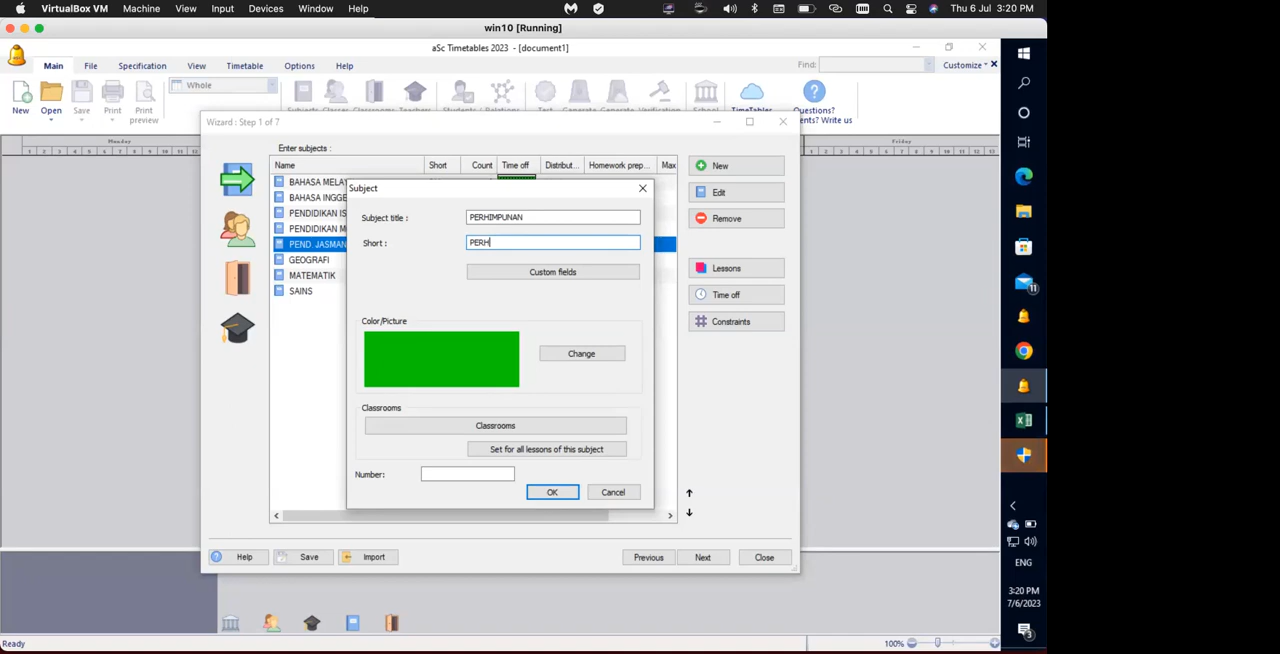 VirtualBox VM Machine View Input Devices Window Help Thu 6 Jul 3:20 PM
win10 [Running]
aSc Timetables 2023 - [document1]
Main File Specification View Timetable Options Help Find: Customize
New Open Save Print Print preview Whole TimeTables Questions?
Write us
Monday Friday
Wizard : Step 1 of 7
Enter subjects :
Name Short Count Time off Distribut... Homework prep... Max
BAHASA MELAY
BAHASA INGGE
PENDIDIKAN IS
PENDIDIKAN M
PEND JASMAN
GEOGRAFI
MATEMATIK
SAINS
New
Edit
Remove
Lessons
Time off
Constraints
Subject
Subject title : PERHIMPUNAN
Short : PERH
Custom fields
Color/Picture
Change
Classrooms
Classrooms
Set for all lessons of this subject
Number:
OK Cancel
Help Save Import Previous Next Close
Ready 100%
11
ENG
3:20 PM
7/6/2023
3